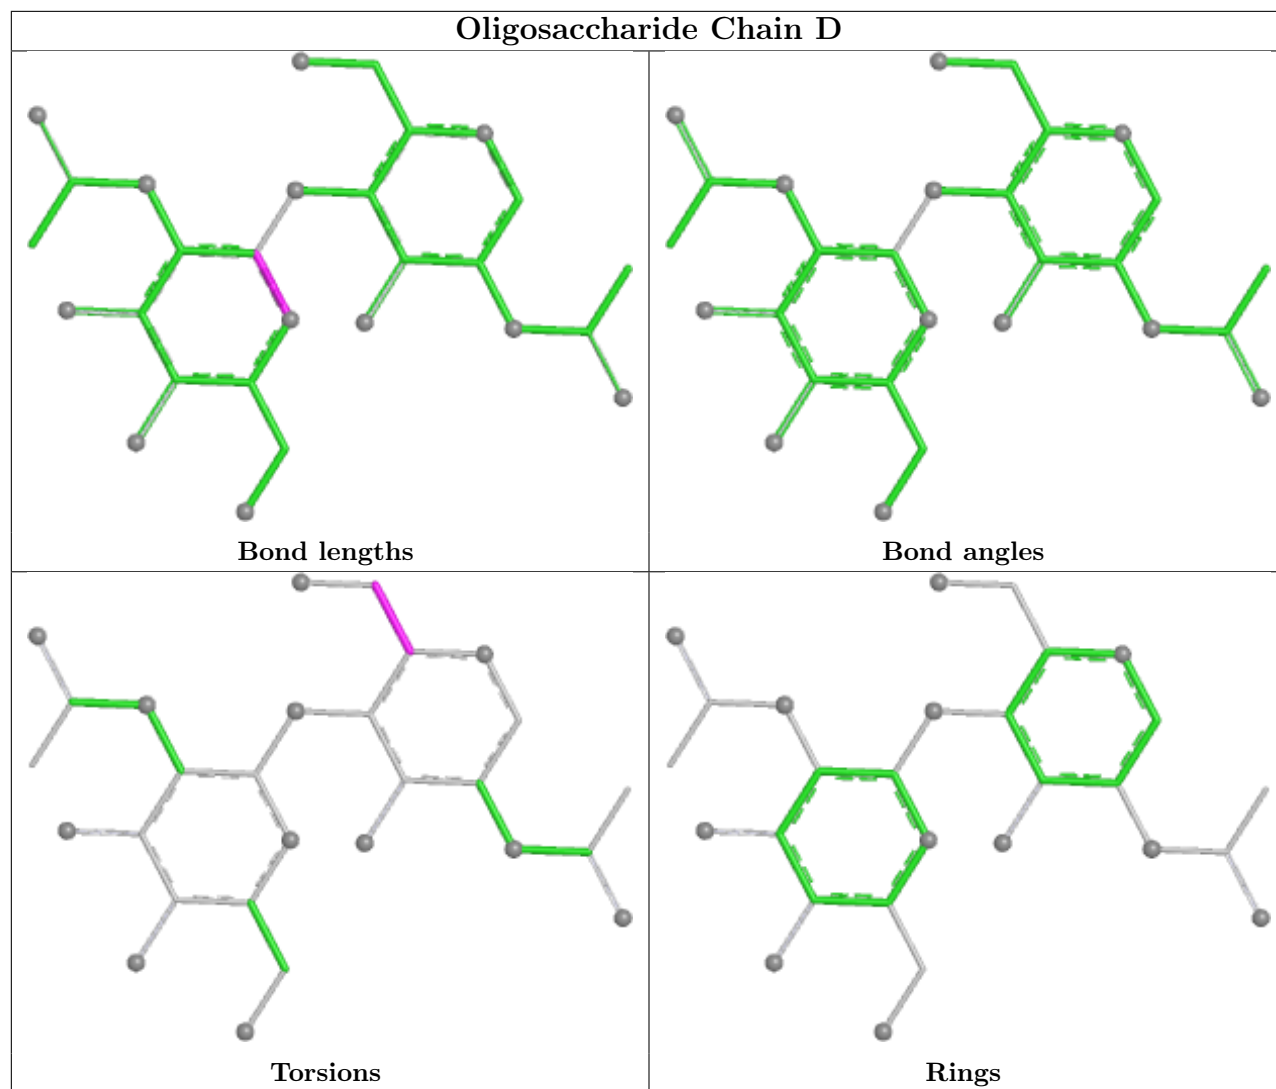 Oligosaccharide Chain D
Bond lengths
Bond angles
Torsions
Rings